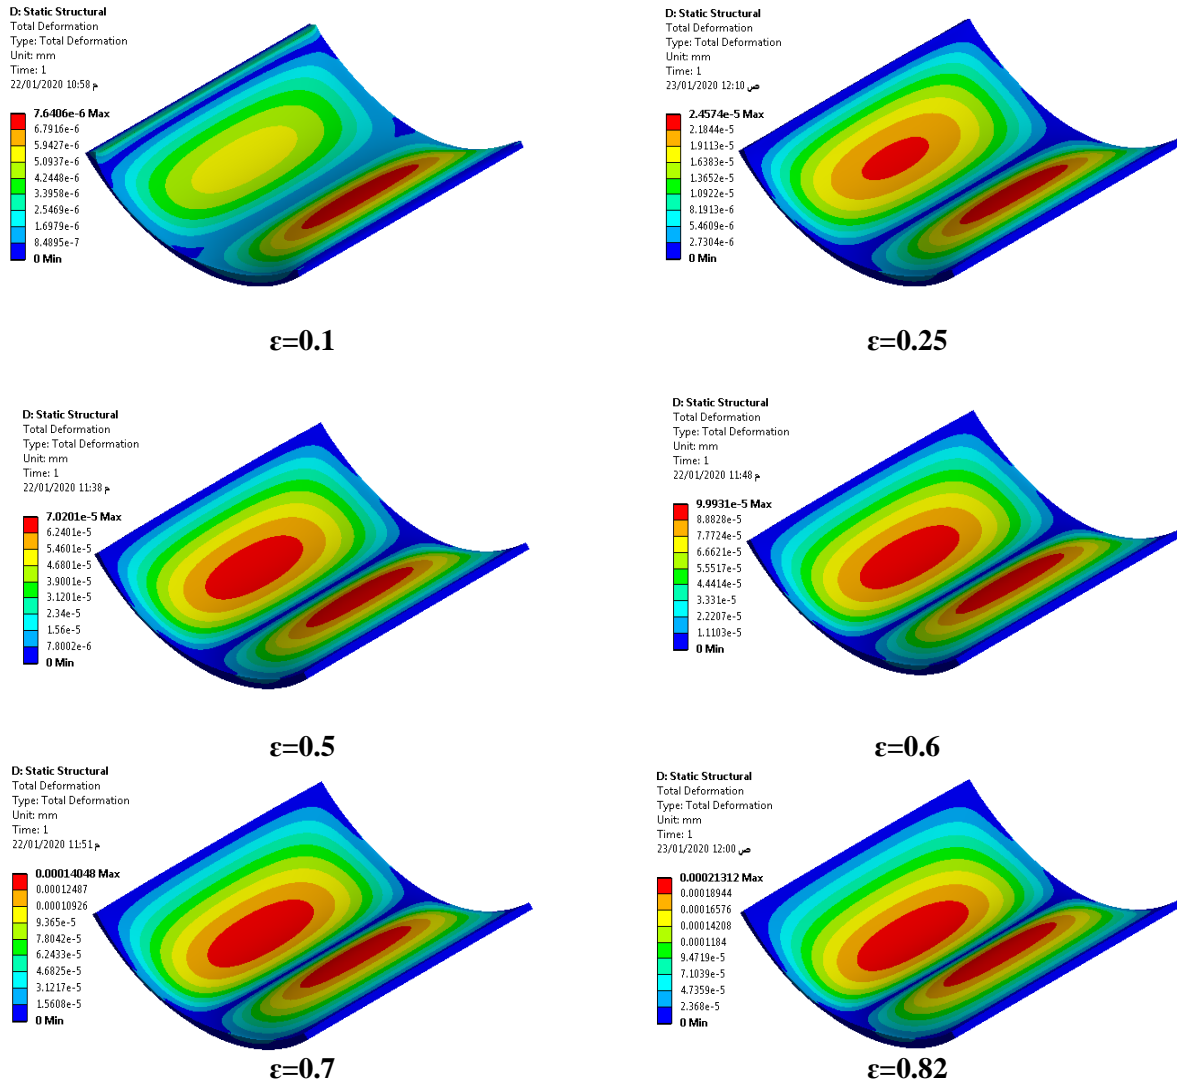 D: Static Structural
Total Deformation
Type: Total Deformation
Unit: mm
Time: 1
22/01/2020 10:58 م
7.6406e-6 Max
6.7916e-6
5.9427e-6
5.0937e-6
4.2448e-6
3.3958e-6
2.5469e-6
1.6979e-6
8.4895e-7
0 Min
ε=0.1
D: Static Structural
Total Deformation
Type: Total Deformation
Unit: mm
Time: 1
23/01/2020 12:10 ص
2.4574e-5 Max
2.1844e-5
1.9113e-5
1.6383e-5
1.3652e-5
1.0922e-5
8.1913e-6
5.4609e-6
2.7304e-6
0 Min
ε=0.25
D: Static Structural
Total Deformation
Type: Total Deformation
Unit: mm
Time: 1
22/01/2020 11:38 م
7.0201e-5 Max
6.2401e-5
5.4601e-5
4.6801e-5
3.9001e-5
3.1201e-5
2.34e-5
1.56e-5
7.8002e-6
0 Min
ε=0.5
D: Static Structural
Total Deformation
Type: Total Deformation
Unit: mm
Time: 1
22/01/2020 11:48 م
9.9931e-5 Max
8.8828e-5
7.7724e-5
6.6621e-5
5.5517e-5
4.4414e-5
3.331e-5
2.2207e-5
1.1103e-5
0 Min
ε=0.6
D: Static Structural
Total Deformation
Type: Total Deformation
Unit: mm
Time: 1
22/01/2020 11:51 م
0.00014048 Max
0.00012487
0.00010926
9.365e-5
7.8042e-5
6.2433e-5
4.6825e-5
3.1217e-5
1.5608e-5
0 Min
ε=0.7
D: Static Structural
Total Deformation
Type: Total Deformation
Unit: mm
Time: 1
23/01/2020 12:00 ص
0.00021312 Max
0.00018944
0.00016576
0.00014208
0.0001184
9.4719e-5
7.1039e-5
4.7359e-5
2.368e-5
0 Min
ε=0.82